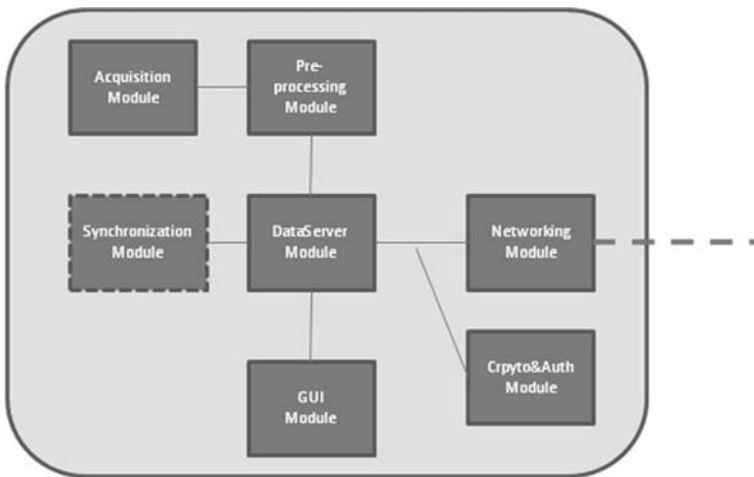 Acquisition
Module
Pre-
processing
Module
Synchronization
Module
DataServer
Module
Networking
Module
GUI
Module
Crpyto&Auth
Module